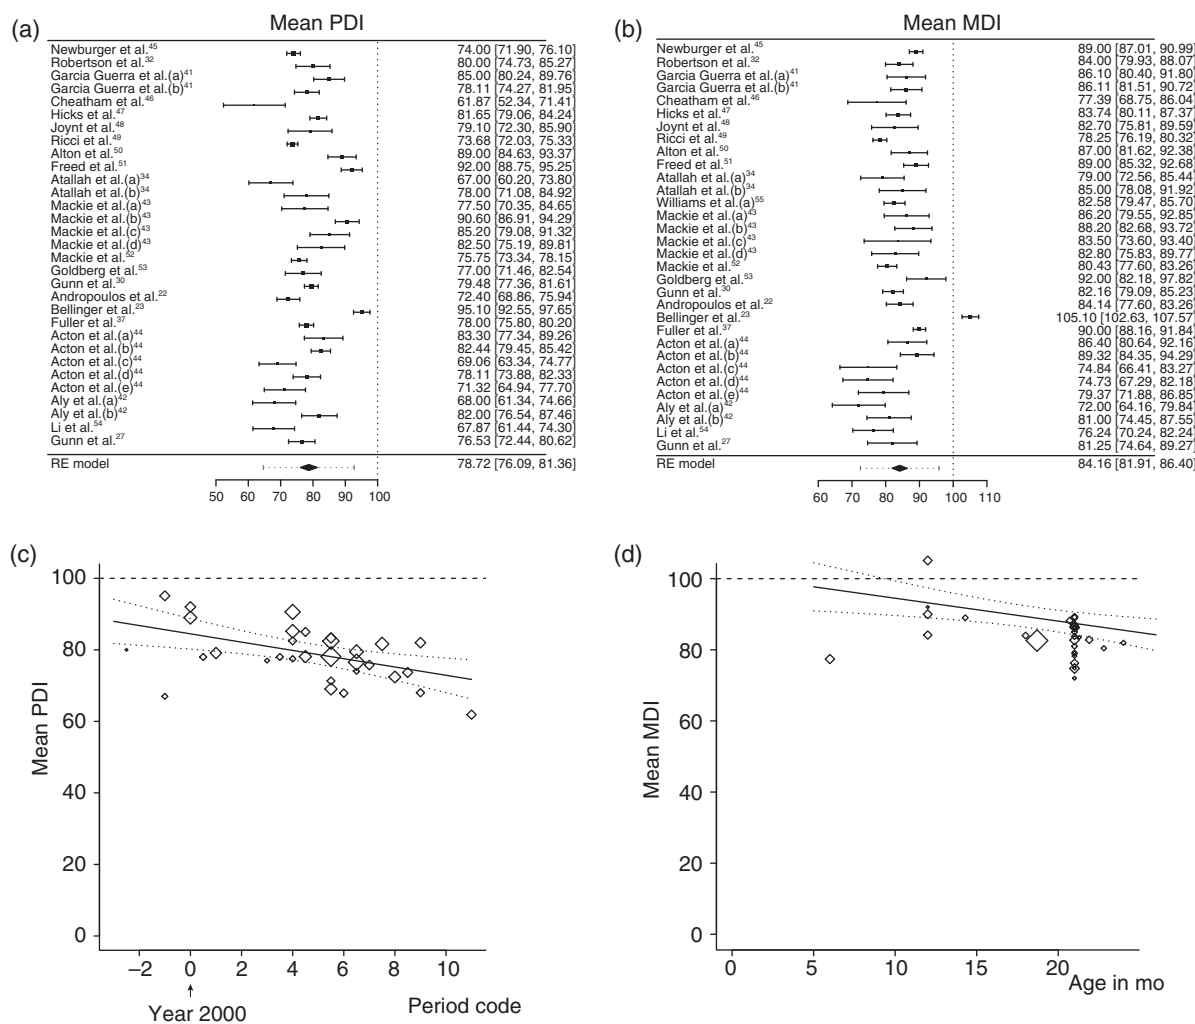 (a) Mean PDI
Newburger et al.45 74.00 [71.90, 76.10]
Robertson et al.32 80.00 [74.73, 85.27]
Garcia Guerra et al.(a)41 85.00 [80.24, 89.76]
Garcia Guerra et al.(b)41 78.11 [74.27, 81.95]
Cheatham et al.46 61.87 [52.34, 71.41]
Hicks et al.47 81.65 [79.06, 84.24]
Joynt et al.48 79.10 [72.30, 85.90]
Ricci et al.49 73.68 [72.03, 75.33]
Alton et al.50 89.00 [84.63, 93.37]
Freed et al.51 92.00 [88.75, 95.25]
Atallah et al.(a)34 67.00 [60.20, 73.80]
Atallah et al.(b)34 78.00 [71.08, 84.92]
Mackie et al.(a)43 77.50 [70.35, 84.65]
Mackie et al.(b)43 90.60 [86.91, 94.29]
Mackie et al.(c)43 85.20 [79.08, 91.32]
Mackie et al.(d)43 82.50 [75.19, 89.81]
Mackie et al.52 75.75 [73.34, 78.15]
Goldberg et al.53 77.00 [71.46, 82.54]
Gunn et al.30 79.48 [77.36, 81.61]
Andropoulos et al.22 72.40 [68.86, 75.94]
Bellinger et al.23 95.10 [92.55, 97.65]
Fuller et al.37 78.00 [75.80, 80.20]
Acton et al.(a)44 83.30 [77.34, 89.26]
Acton et al.(b)44 82.44 [79.45, 85.42]
Acton et al.(c)44 69.06 [63.34, 74.77]
Acton et al.(d)44 78.11 [73.88, 82.33]
Acton et al.(e)44 71.32 [64.94, 77.70]
Aly et al.(a)42 68.00 [61.34, 74.66]
Aly et al.(b)42 82.00 [76.54, 87.46]
Li et al.54 67.87 [61.44, 74.30]
Gunn et al.27 76.53 [72.44, 80.62]
RE model 78.72 [76.09, 81.36]
50 60 70 80 90 100
(b) Mean MDI
Newburger et al.45 89.00 [87.01, 90.99]
Robertson et al.32 84.00 [79.93, 88.07]
Garcia Guerra et al.(a)41 86.10 [80.40, 91.80]
Garcia Guerra et al.(b)41 86.11 [81.51, 90.72]
Cheatham et al.46 77.39 [68.75, 86.04]
Hicks et al.47 83.74 [80.11, 87.37]
Joynt et al.48 82.70 [75.81, 89.59]
Ricci et al.49 78.25 [76.19, 80.32]
Alton et al.50 87.00 [81.62, 92.38]
Freed et al.51 89.00 [85.32, 92.68]
Atallah et al.(a)34 79.00 [72.56, 85.44]
Atallah et al.(b)34 85.00 [78.08, 91.92]
Williams et al.(a)55 82.58 [79.47, 85.70]
Mackie et al.(a)43 86.20 [79.55, 92.85]
Mackie et al.(b)43 88.20 [82.68, 93.72]
Mackie et al.(c)43 83.50 [73.60, 93.40]
Mackie et al.(d)43 82.80 [75.83, 89.77]
Mackie et al.52 80.43 [77.60, 83.26]
Goldberg et al.53 92.00 [82.18, 97.82]
Gunn et al.30 82.16 [79.09, 85.23]
Andropoulos et al.22 84.14 [77.60, 83.26]
Bellinger et al.23 105.10 [102.63, 107.57]
Fuller et al.37 90.00 [88.16, 91.84]
Acton et al.(a)44 86.40 [80.64, 92.16]
Acton et al.(b)44 89.32 [84.35, 94.29]
Acton et al.(c)44 74.84 [66.41, 83.27]
Acton et al.(d)44 74.73 [67.29, 82.18]
Acton et al.(e)44 79.37 [71.88, 86.85]
Aly et al.(a)42 72.00 [64.16, 79.84]
Aly et al.(b)42 81.00 [74.45, 87.55]
Li et al.54 76.24 [70.24, 82.24]
Gunn et al.27 81.25 [74.64, 89.27]
RE model 84.16 [81.91, 86.40]
60 70 80 90 100 110
(c)
Mean PDI
100
80
60
40
20
0
−2 0 2 4 6 8 10
Year 2000 Period code
(d)
Mean MDI
100
80
60
40
20
0
0 5 10 15 20
Age in mo